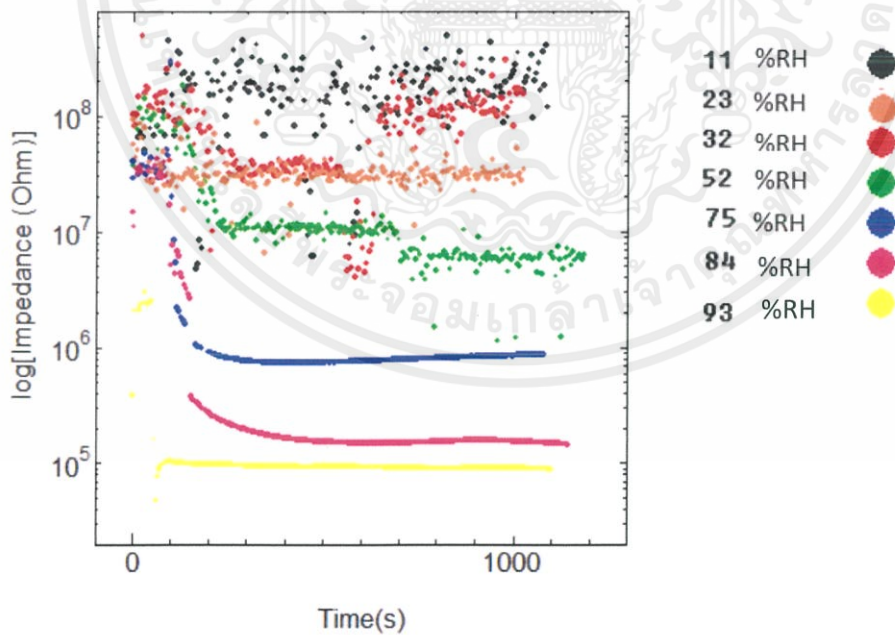 log[Impedance (Ohm)]
10^8
10^7
10^6
10^5
0
1000
Time(s)
11 %RH
23 %RH
32 %RH
52 %RH
75 %RH
84 %RH
93 %RH